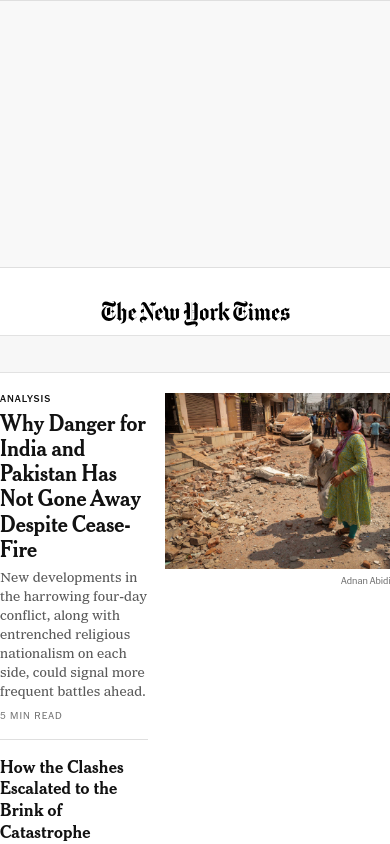 The New York Times
ANALYSIS
Why Danger for
India and
Pakistan Has
Not Gone Away
Despite Cease-
Fire
New developments in
the harrowing four-day
conflict, along with
entrenched religious
nationalism on each
side, could signal more
frequent battles ahead.
5 MIN READ
Adnan Abidi
How the Clashes
Escalated to the
Brink of
Catastrophe